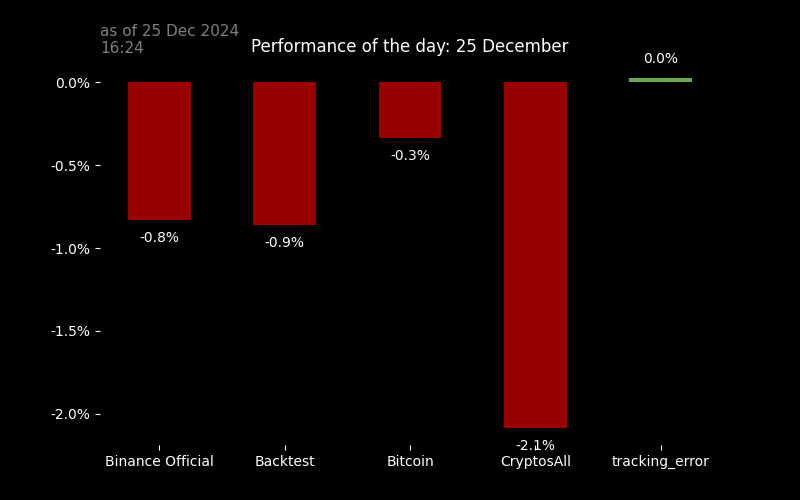 as of 25 Dec 2024
16:24
Performance of the day: 25 December
0.0%
0.0%
-0.5%
-0.3%
-0.8%
-0.9%
-1.0%
-1.5%
-2.0%
-2.1%
Binance Official
Backtest
Bitcoin
CryptosAll
tracking_error